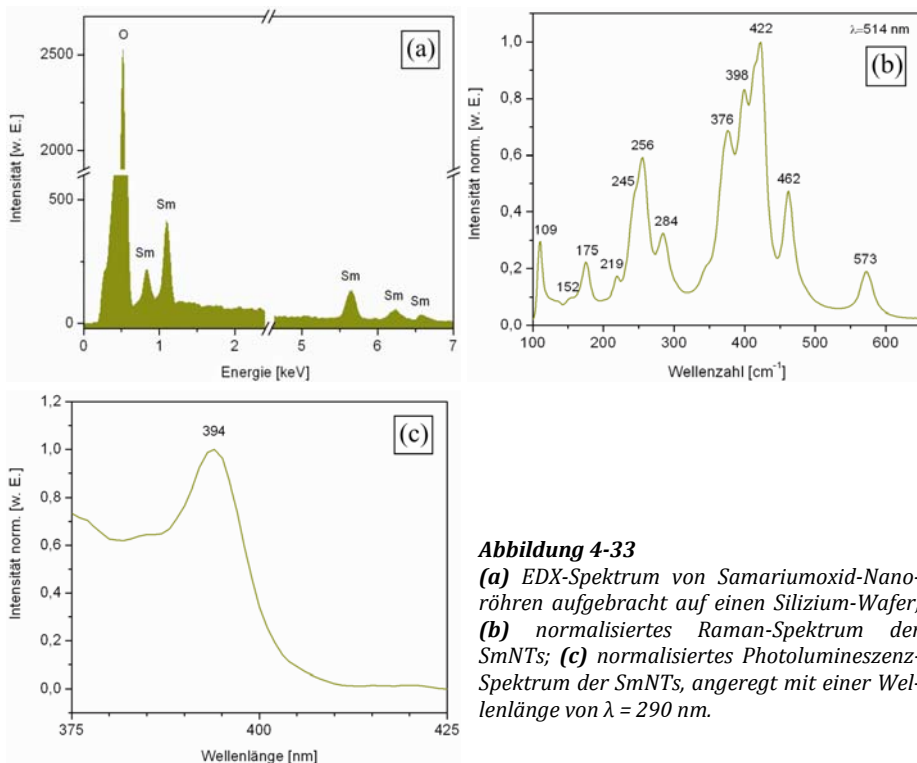 (a)
O
2500
2000
500
0
Sm
Sm
Sm
Sm
Sm
0 1 2 5 6 7
Intensität [w. E.]
Energie [keV]
(b)
λ=514 nm
422
398
376
256
245
462
284
109
175
219
152
573
1,0
0,8
0,6
0,4
0,2
0,0
100 200 300 400 500 600
Intensität norm. [w. E.]
Wellenzahl [cm⁻¹]
(c)
394
1,2
1,0
0,8
0,6
0,4
0,2
0,0
375 400 425
Intensität norm. [w. E.]
Wellenlänge [nm]
Abbildung 4-33
(a) EDX-Spektrum von Samariumoxid-Nano-
röhren aufgebracht auf einen Silizium-Wafer;
(b) normalisiertes Raman-Spektrum der
SmNTs; (c) normalisiertes Photolumineszenz-
Spektrum der SmNTs, angeregt mit einer Wel-
lenlänge von λ = 290 nm.